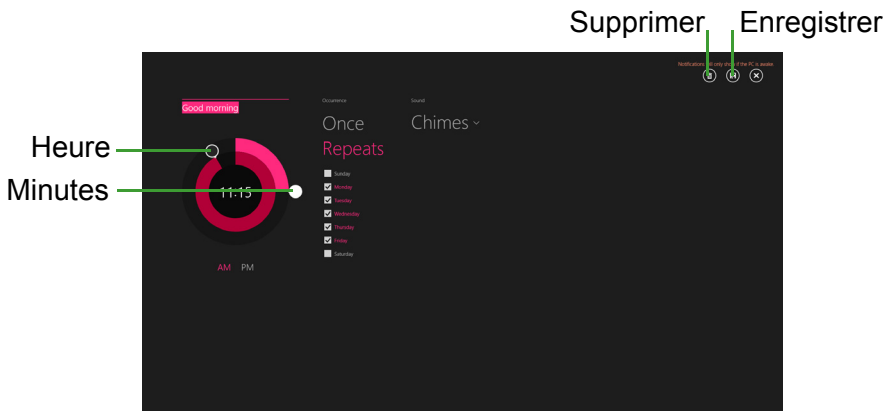 Supprimer Enregistrer
Notifications will only show if the PC is awake.
Good morning
Occurrence
Sound
Once
Chimes
Repeats
Heure
Minutes
11:15
Sunday
Monday
Tuesday
Wednesday
Thursday
Friday
Saturday
AM PM